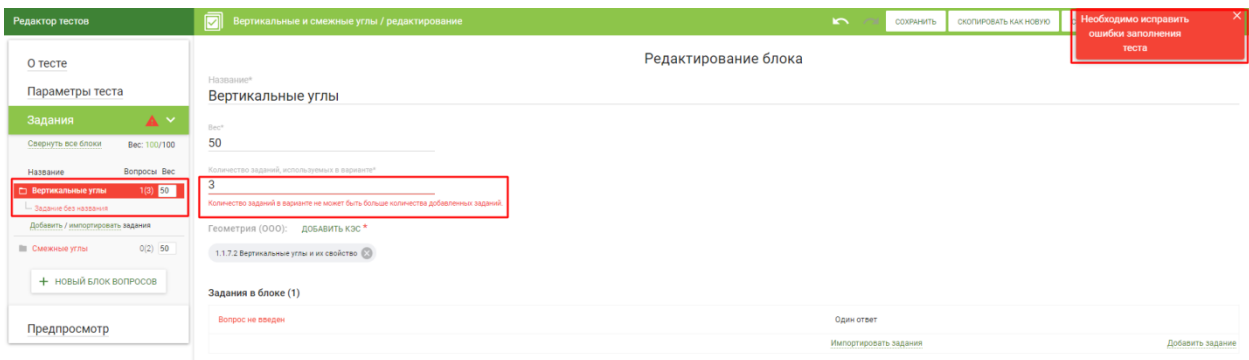 Редактор тестов
Вертикальные и смежные углы / редактирование
СОХРАНИТЬ
СКОПИРОВАТЬ КАК НОВУЮ
Необходимо исправить
ошибки заполнения
теста
О тесте
Параметры теста
Задания
Свернуть все блоки Вес: 100/100
Название Вопросы Вес
Вертикальные углы 1(3) 50
Задание без названия
Добавить / импортировать задания
Смежные углы 0(2) 50
+ НОВЫЙ БЛОК ВОПРОСОВ
Предпросмотр
Редактирование блока
Название*
Вертикальные углы
Вес*
50
Количество заданий, используемых в варианте*
3
Количество заданий в варианте не может быть больше количества добавленных заданий.
Геометрия (ООО): ДОБАВИТЬ КЭС *
1.1.7.2 Вертикальные углы и их свойство
Задания в блоке (1)
Вопрос не введен Один ответ
Импортировать задания Добавить задание